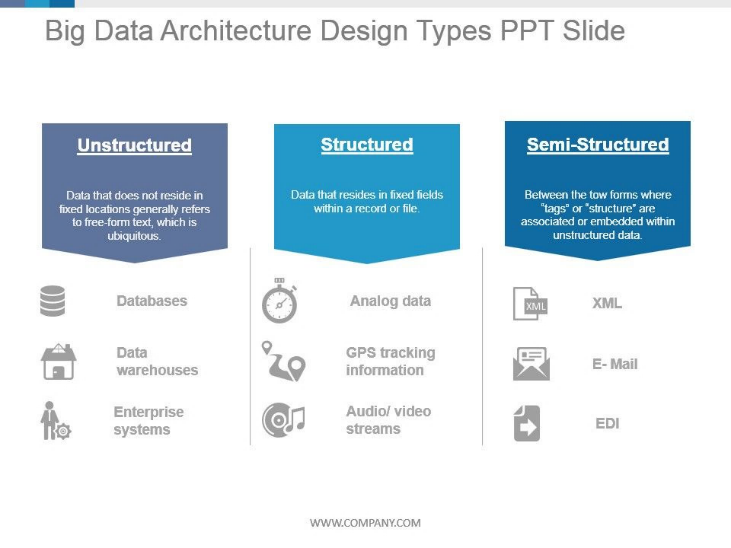 Big Data Architecture Design Types PPT Slide
Unstructured
Data that does not reside in
fixed locations generally refers
to free-form text, which is
ubiquitous.
Databases
Data
warehouses
Enterprise
systems
Structured
Data that resides in fixed fields
within a record or file.
Analog data
GPS tracking
information
Audio/ video
streams
Semi-Structured
Between the tow forms where
"tags" or "structure" are
associated or embedded within
unstructured data.
XML
XML
E- Mail
EDI
WWW.COMPANY.COM